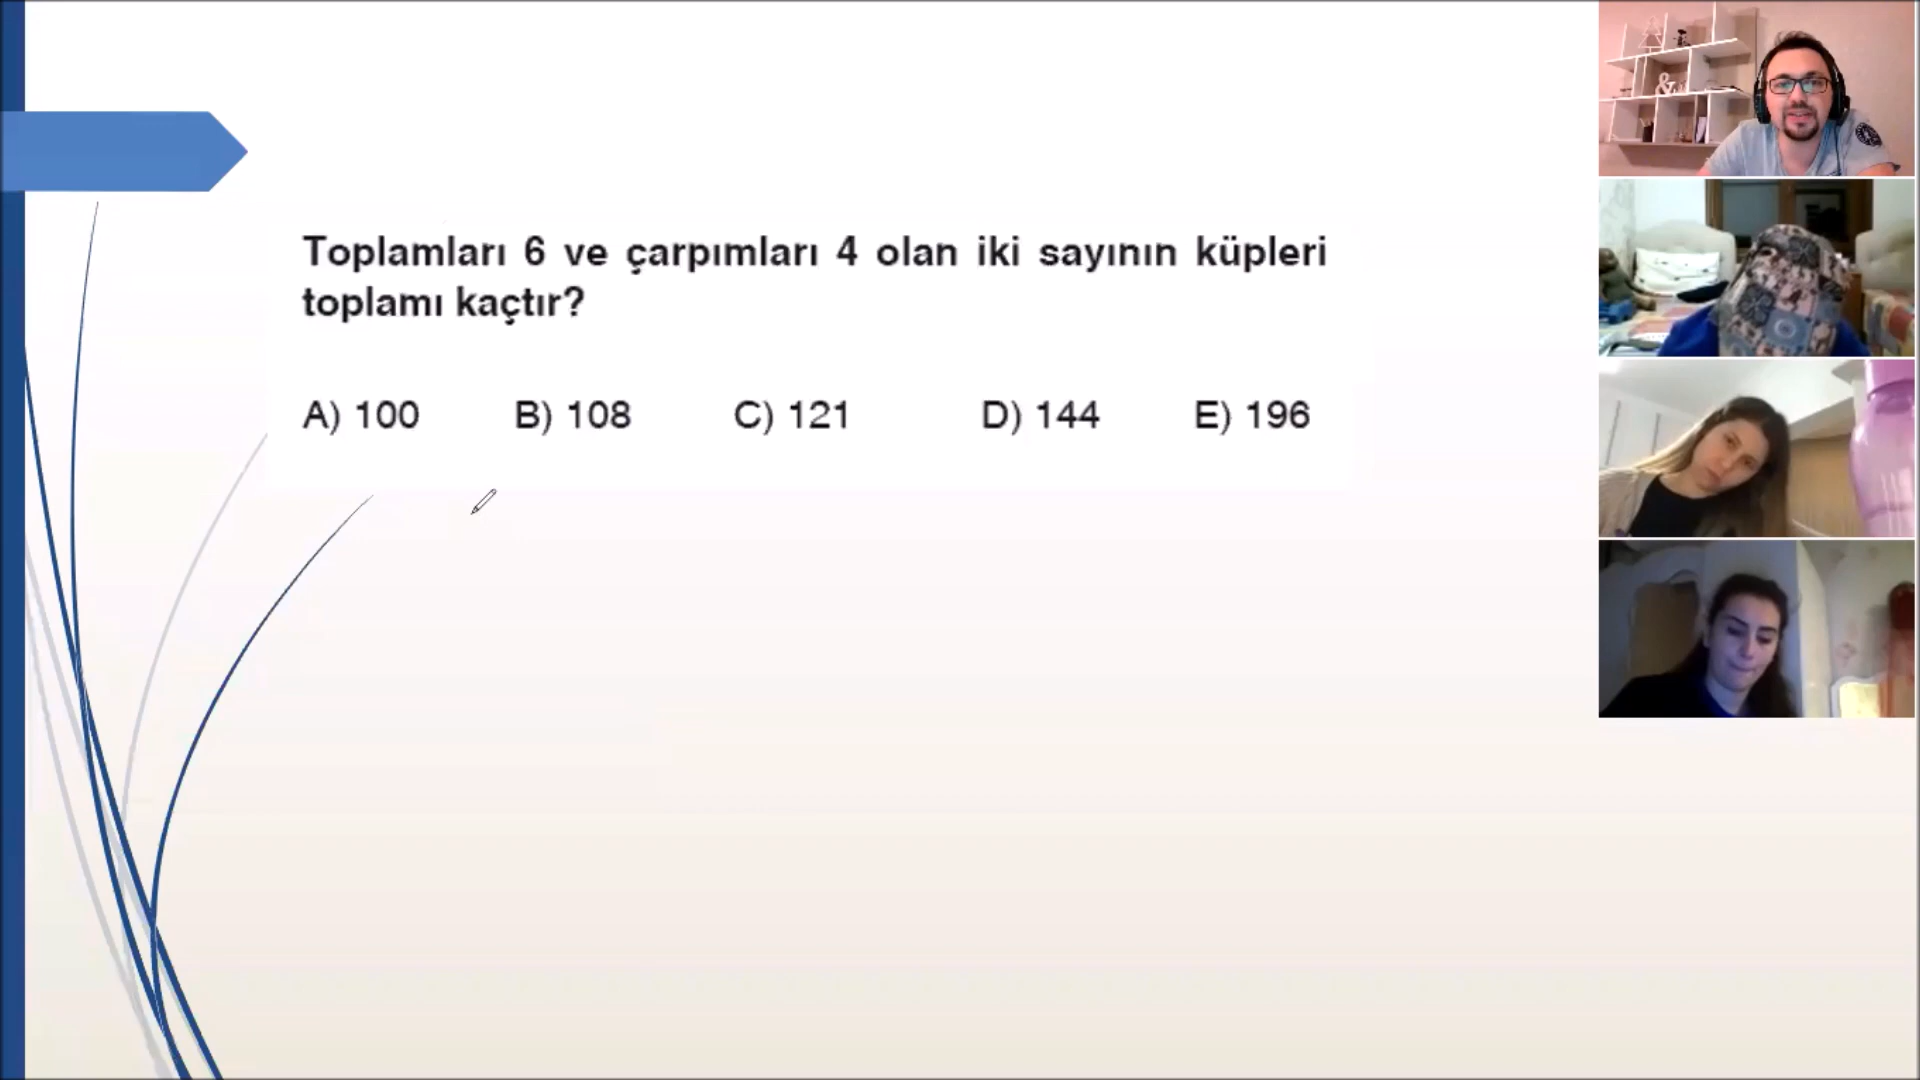 Toplamları 6 ve çarpımları 4 olan iki sayının küpleri
toplamı kaçtır?
A) 100 B) 108 C) 121 D) 144 E) 196
&